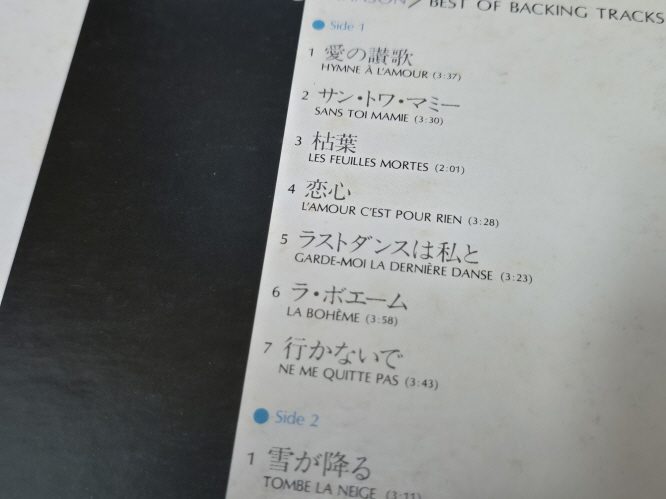 CHANSON/BEST OF BACKING TRACKS
● Side 1
1 愛の讃歌
HYMNE À L'AMOUR (3:37)
2 サン・トワ・マミー
SANS TOI MAMIE (3:30)
3 枯葉
LES FEUILLES MORTES (2:01)
4 恋心
L'AMOUR C'EST POUR RIEN (3:28)
5 ラストダンスは私と
GARDE-MOI LA DERNIÈRE DANSE (3:23)
6 ラ・ボエーム
LA BOHÈME (3:58)
7 行かないで
NE ME QUITTE PAS (3:43)
● Side 2
1 雪が降る
TOMBE LA NEIGE (3:11)